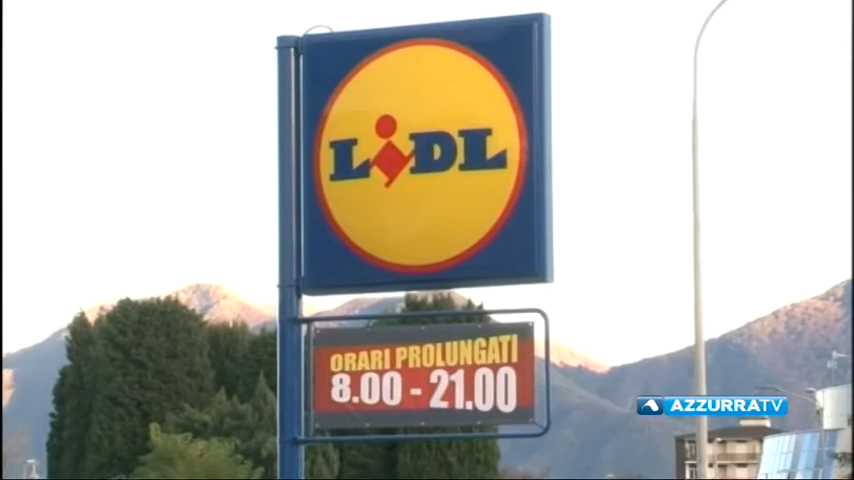 LIDL
ORARI PROLUNGATI
8.00 - 21.00
AZZURRATV